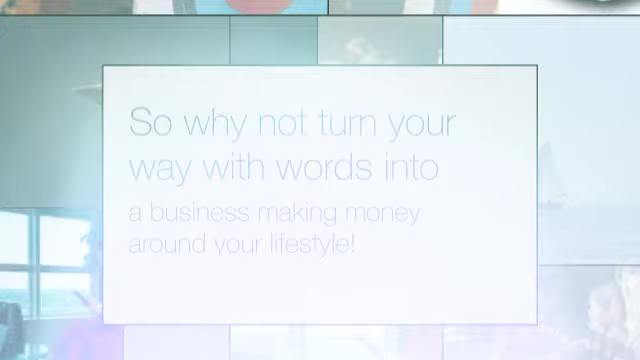 So why not turn your
way with words into
a business making money
around your lifestyle!